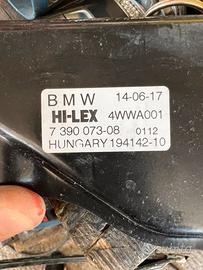 BMW 14-06-17
HI-LEX 4WWA001
7 390 073-08 0112
HUNGARY 194142-10